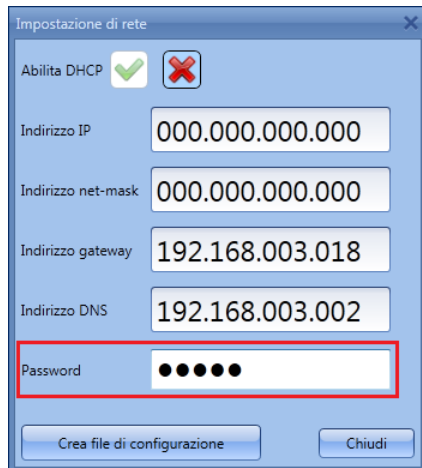 Impostazione di rete
Abilita DHCP
Indirizzo IP 000.000.000.000
Indirizzo net-mask 000.000.000.000
Indirizzo gateway 192.168.003.018
Indirizzo DNS 192.168.003.002
Password ●●●●●
Crea file di configurazione Chiudi